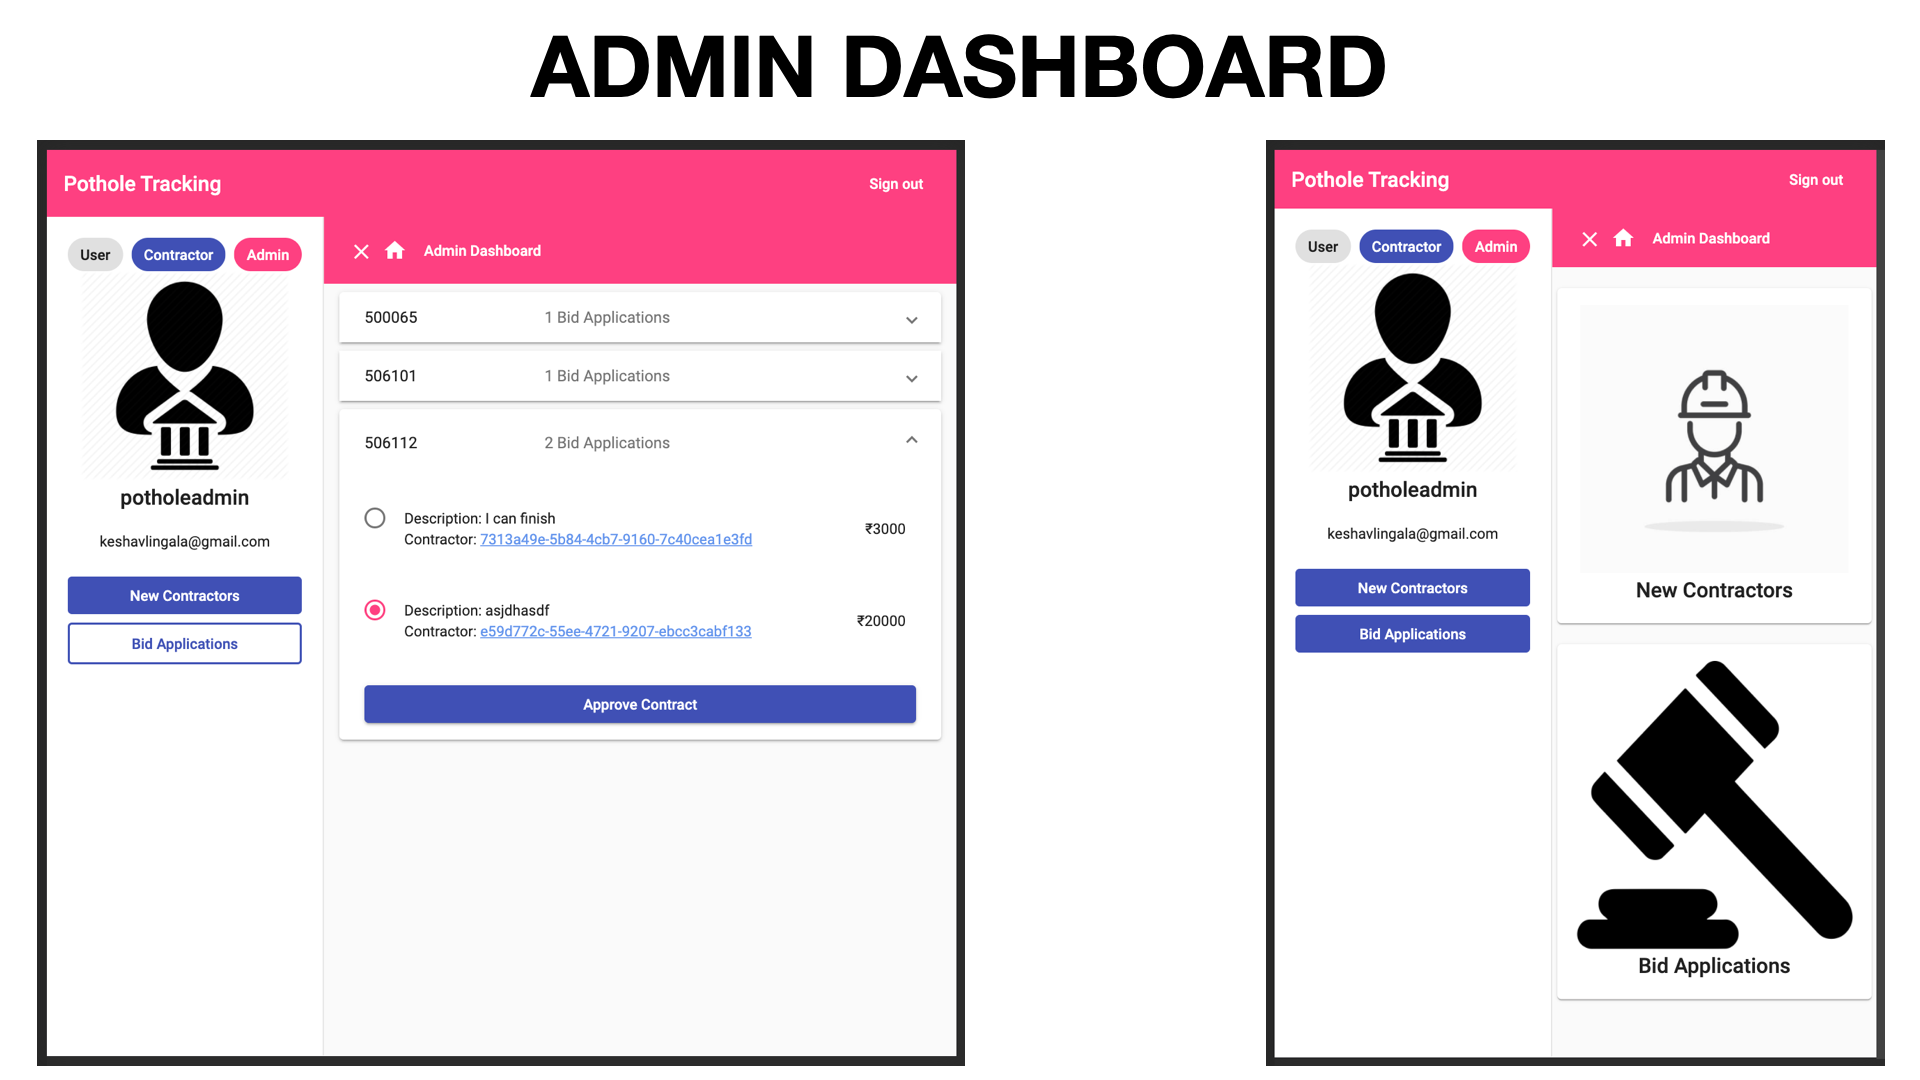 ADMIN DASHBOARD
Pothole Tracking
Sign out
User
Contractor
Admin
Admin Dashboard
potholeadmin
keshavlingala@gmail.com
New Contractors
Bid Applications
500065
1 Bid Applications
506101
1 Bid Applications
506112
2 Bid Applications
Description: I can finish
Contractor: 7313a49e-5b84-4cb7-9160-7c40cea1e3fd
₹3000
Description: asjdhasdf
Contractor: e59d772c-55ee-4721-9207-ebcc3cabf133
₹20000
Approve Contract
Pothole Tracking
Sign out
User
Contractor
Admin
Admin Dashboard
potholeadmin
keshavlingala@gmail.com
New Contractors
Bid Applications
New Contractors
Bid Applications